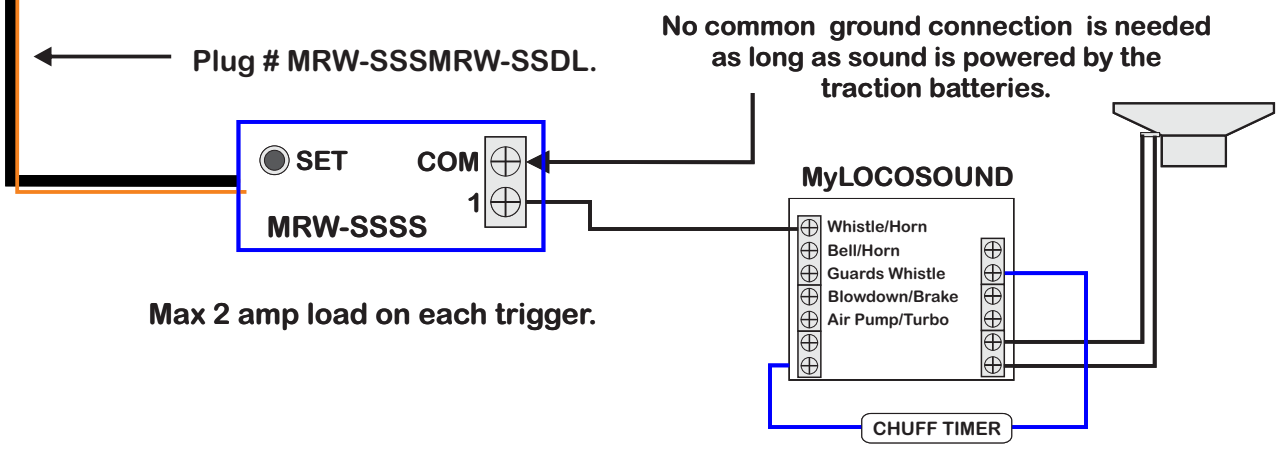 No common ground connection is needed
as long as sound is powered by the
traction batteries.
Plug # MRW-SSSMRW-SSDL.
SET
COM
1
MRW-SSSS
MyLOCOSOUND
Whistle/Horn
Bell/Horn
Guards Whistle
Blowdown/Brake
Air Pump/Turbo
Max 2 amp load on each trigger.
CHUFF TIMER